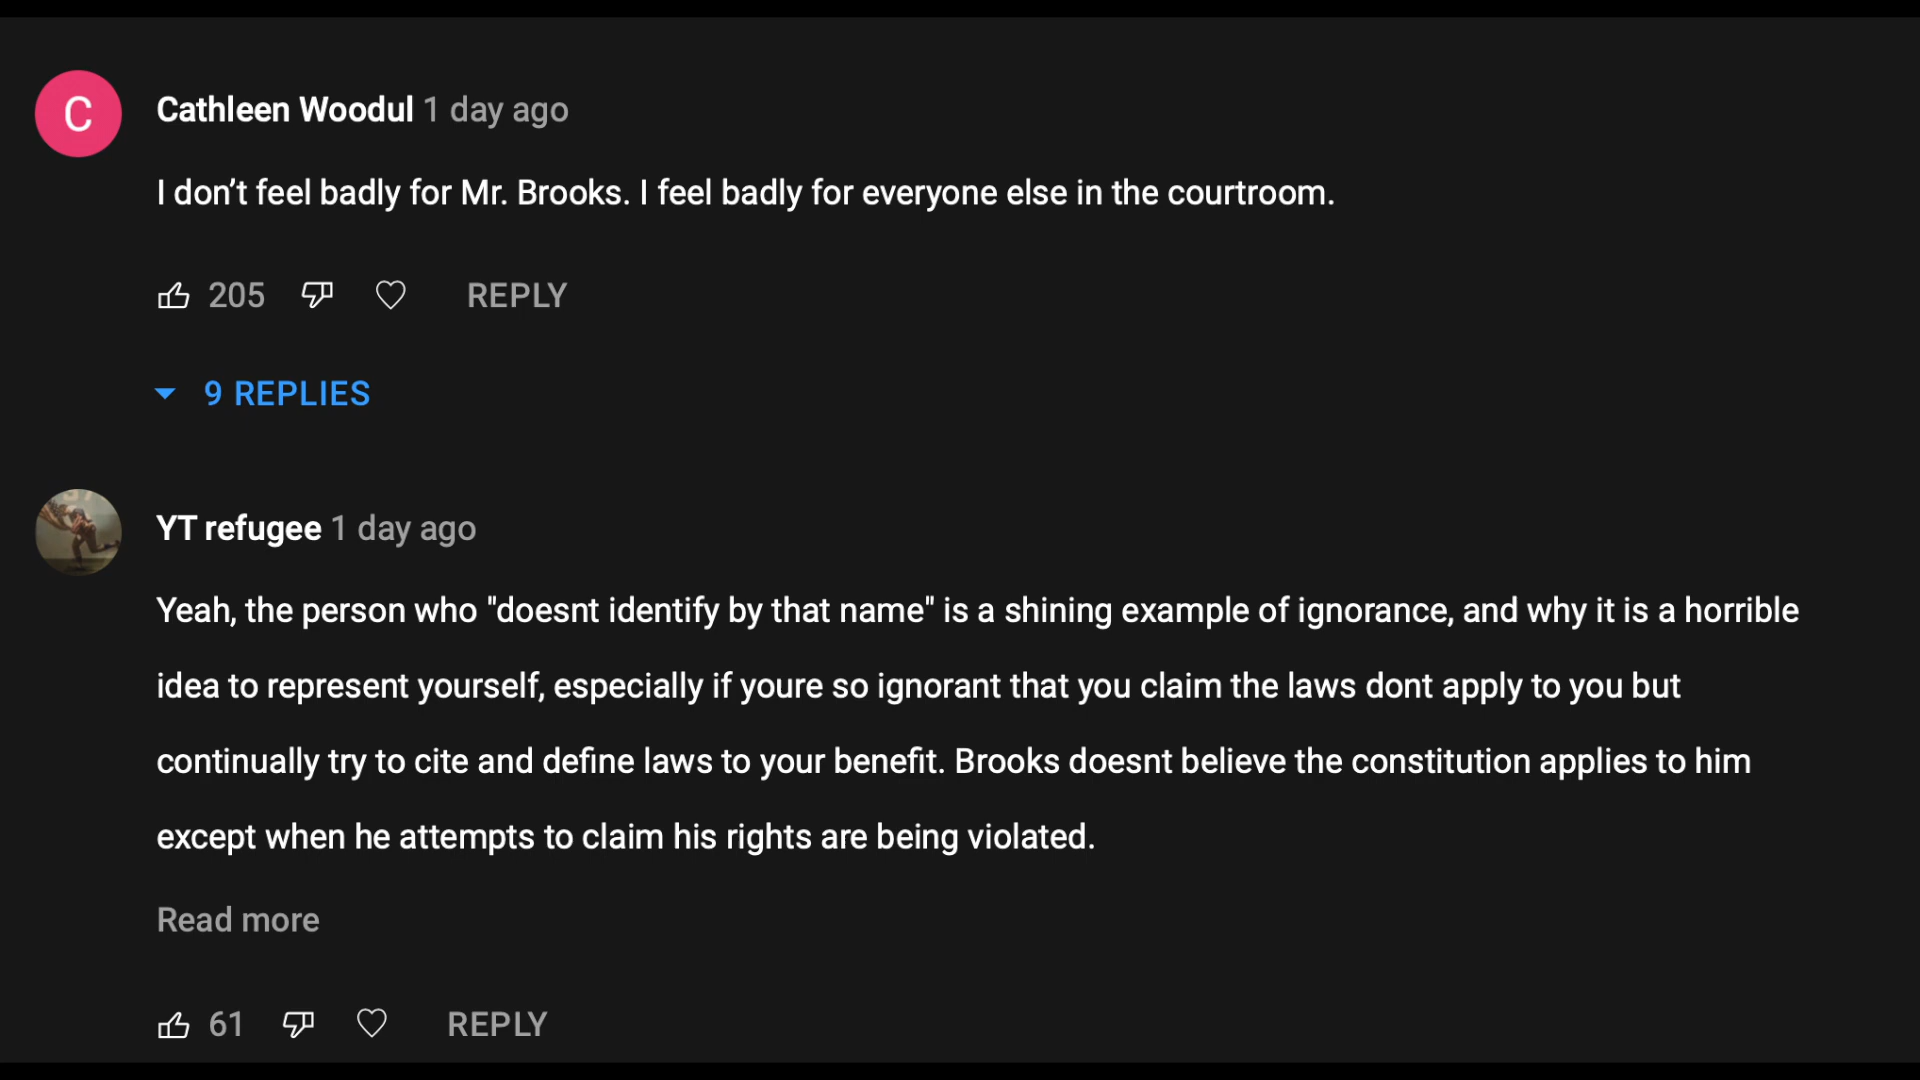 C
Cathleen Woodul 1 day ago
I don’t feel badly for Mr. Brooks. I feel badly for everyone else in the courtroom.
205 REPLY
9 REPLIES
YT refugee 1 day ago
Yeah, the person who "doesnt identify by that name" is a shining example of ignorance, and why it is a horrible
idea to represent yourself, especially if youre so ignorant that you claim the laws dont apply to you but
continually try to cite and define laws to your benefit. Brooks doesnt believe the constitution applies to him
except when he attempts to claim his rights are being violated.
Read more
61 REPLY